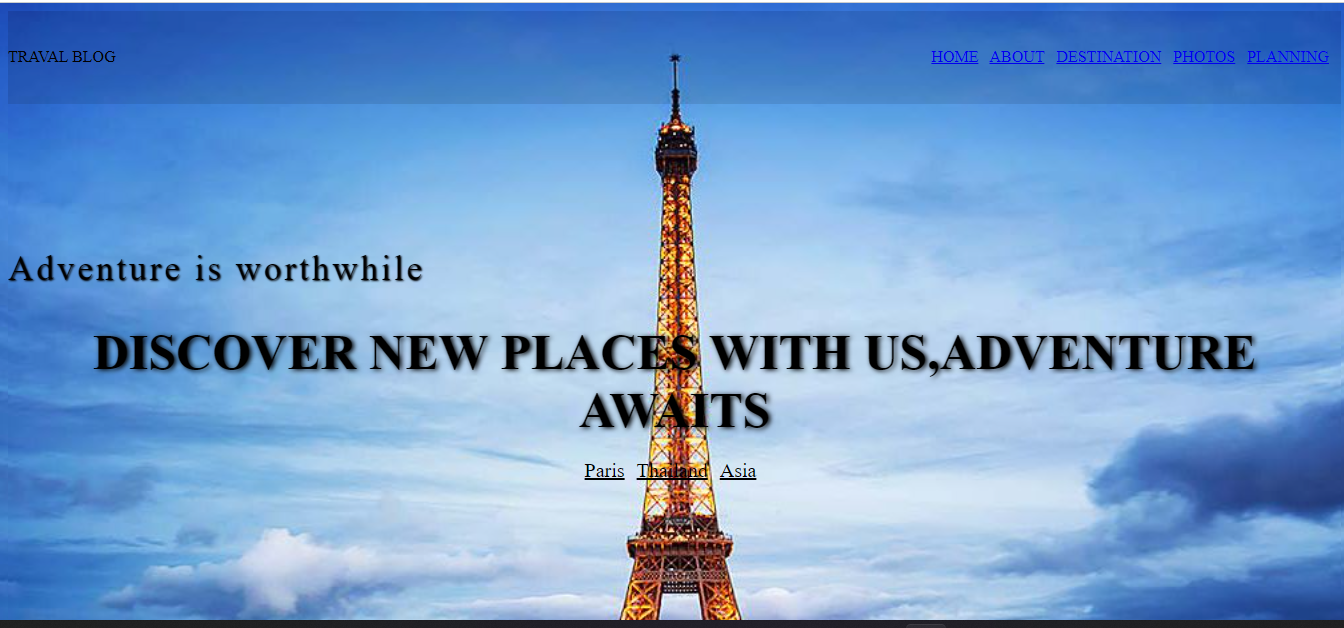 TRAVAL BLOG
HOME ABOUT DESTINATION PHOTOS PLANNING
Adventure is worthwhile
DISCOVER NEW PLACES WITH US,ADVENTURE
AWAITS
Paris Thailand Asia